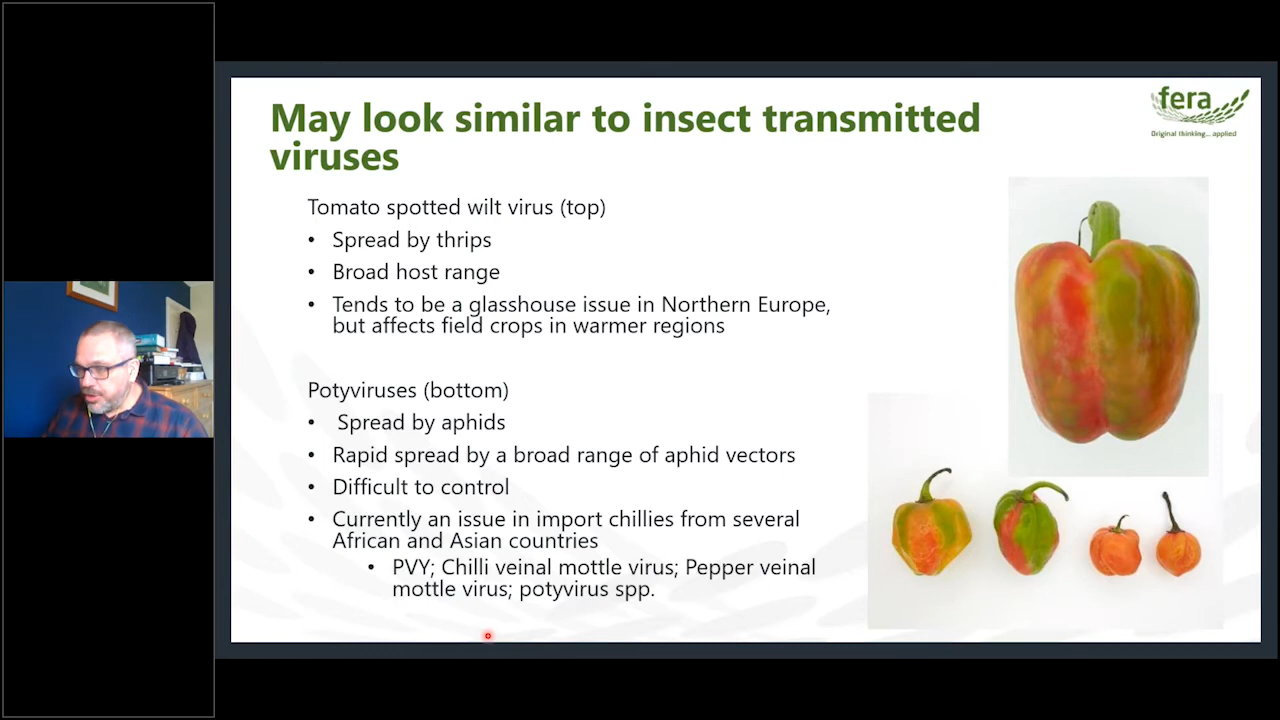 May look similar to insect transmitted
viruses
fera
Original thinking... applied
Tomato spotted wilt virus (top)
• Spread by thrips
• Broad host range
• Tends to be a glasshouse issue in Northern Europe,
but affects field crops in warmer regions
Potyviruses (bottom)
• Spread by aphids
• Rapid spread by a broad range of aphid vectors
• Difficult to control
• Currently an issue in import chillies from several
African and Asian countries
• PVY; Chilli veinal mottle virus; Pepper veinal
mottle virus; potyvirus spp.